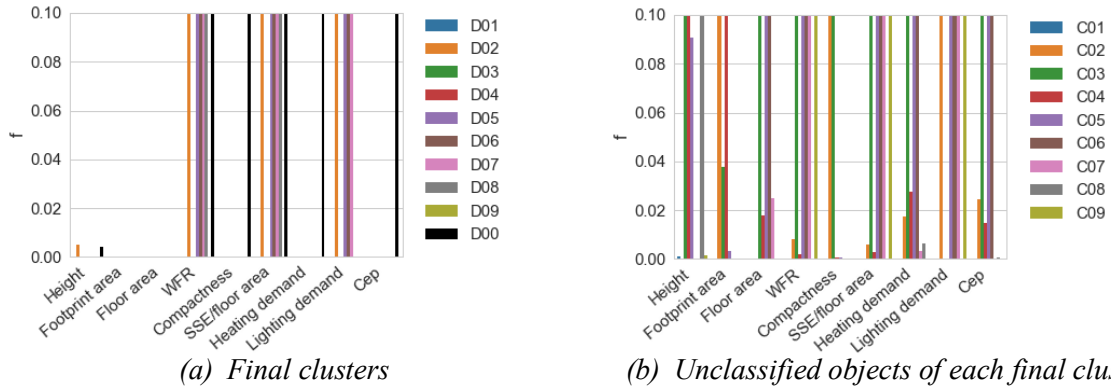 0.10
0.08
0.06
0.04
0.02
0.00
f
Height
Footprint area
Floor area
WFR
Compactness
SSE/floor area
Heating demand
Lighting demand
Cep
D01
D02
D03
D04
D05
D06
D07
D08
D09
D00
(a) Final clusters
0.10
0.08
0.06
0.04
0.02
0.00
f
Height
Footprint area
Floor area
WFR
Compactness
SSE/floor area
Heating demand
Lighting demand
Cep
C01
C02
C03
C04
C05
C06
C07
C08
C09
(b) Unclassified objects of each final clus